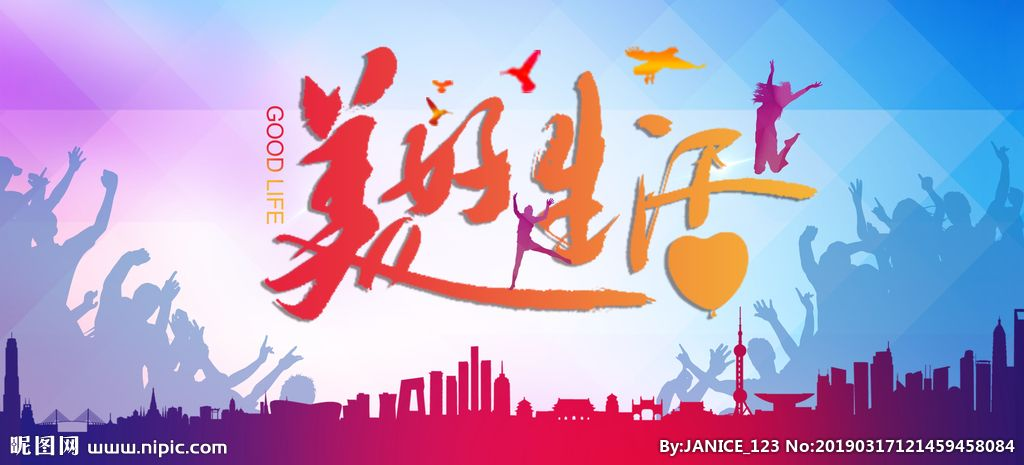 美好生活
GOOD LIFE
昵图网 www.nipic.com
By:JANICE_123 No:20190317121459458084